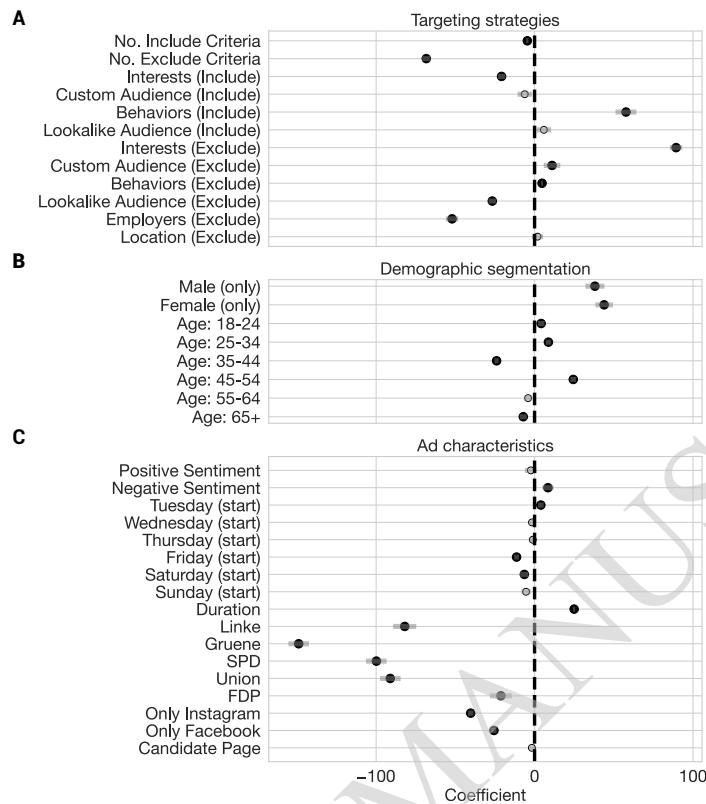 A
Targeting strategies
No. Include Criteria
No. Exclude Criteria
Interests (Include)
Custom Audience (Include)
Behaviors (Include)
Lookalike Audience (Include)
Interests (Exclude)
Custom Audience (Exclude)
Behaviors (Exclude)
Lookalike Audience (Exclude)
Employers (Exclude)
Location (Exclude)
B
Demographic segmentation
Male (only)
Female (only)
Age: 18-24
Age: 25-34
Age: 35-44
Age: 45-54
Age: 55-64
Age: 65+
C
Ad characteristics
Positive Sentiment
Negative Sentiment
Tuesday (start)
Wednesday (start)
Thursday (start)
Friday (start)
Saturday (start)
Sunday (start)
Duration
Linke
Gruene
SPD
Union
FDP
Only Instagram
Only Facebook
Candidate Page
−100 0 100
Coefficient
MANUS